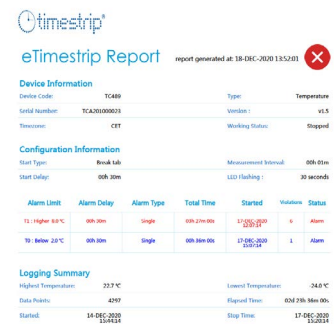 timestrip®
eTimestrip Report report generated at: 18-DEC-2020 13:52:01
Device Information
Device Code: TC489 Type: Temperature
Serial Number: TCA201000023 Version : v1.5
Timezone: CET Working Status: Stopped
Configuration Information
Start Type: Break tab Measurement Interval: 00h 01m
Start Delay: 00h 30m LED Flashing : 30 seconds
Alarm Limit Alarm Delay Alarm Type Total Time Started Violations Status
T1 : Higher 8.0 °C 00h 30m Single 03h 27m 00s 17-DEC-2020 6 Alarm
12:07:14
T0 : Below 2.0 °C 00h 30m Single 00h 36m 00s 17-DEC-2020 1 Alarm
15:07:14
Logging Summary
Highest Temperature: 22.7 °C Lowest Temperature: -24.0 °C
Data Points: 4297 Elapsed Time: 02d 23h 36m 00s
Started: 14-DEC-2020 Stop Time: 17-DEC-2020
15:44:14 15:20:14